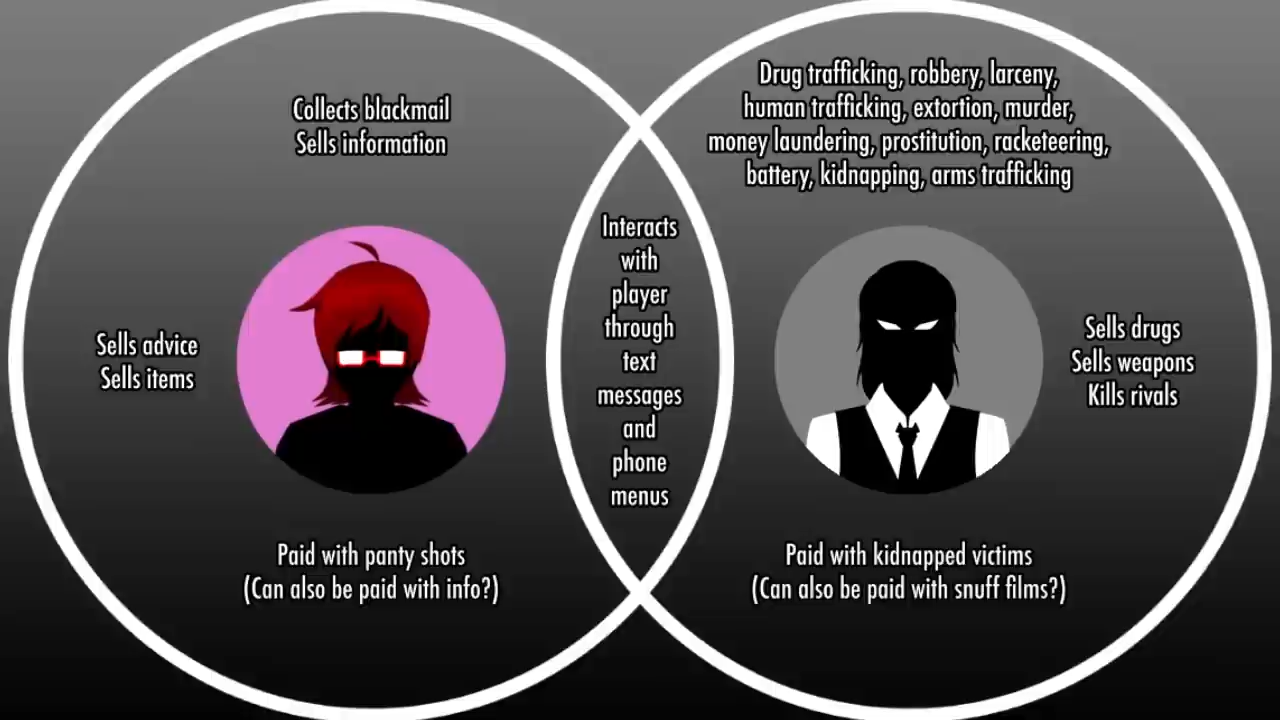 Collects blackmail
Sells information
Drug trafficking, robbery, larceny,
human trafficking, extortion, murder,
money laundering, prostitution, racketeering,
battery, kidnapping, arms trafficking
Sells advice
Sells items
Interacts
with
player
through
text
messages
and
phone
menus
Sells drugs
Sells weapons
Kills rivals
Paid with panty shots
(Can also be paid with info?)
Paid with kidnapped victims
(Can also be paid with snuff films?)